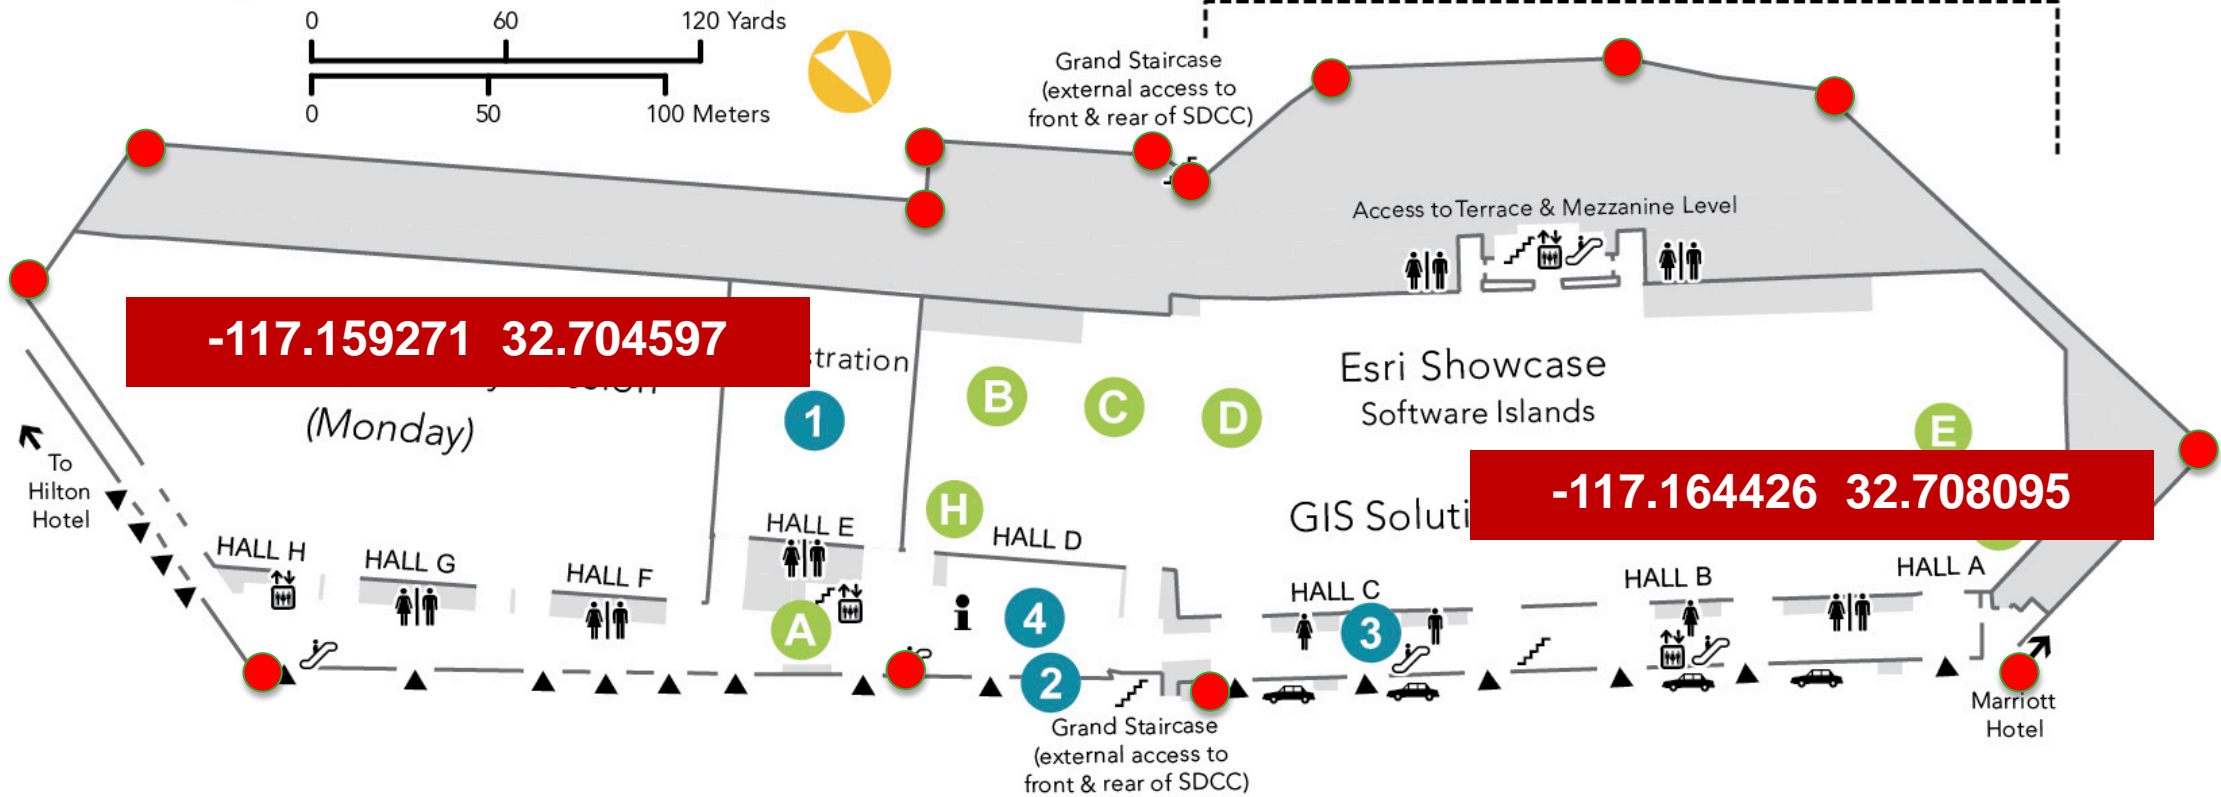 0 60 120 Yards
0 50 100 Meters
Grand Staircase
(external access to
front & rear of SDCC)
Access to Terrace & Mezzanine Level
-117.159271 32.704597
(Monday)
1
B
C
D
Esri Showcase
Software Islands
E
To
Hilton
Hotel
H
GIS
-117.164426 32.708095
HALL H
HALL G
HALL F
HALL E
HALL D
HALL C
HALL B
HALL A
A
i
4
3
2
Grand Staircase
(external access to
front & rear of SDCC)
Marriott
Hotel